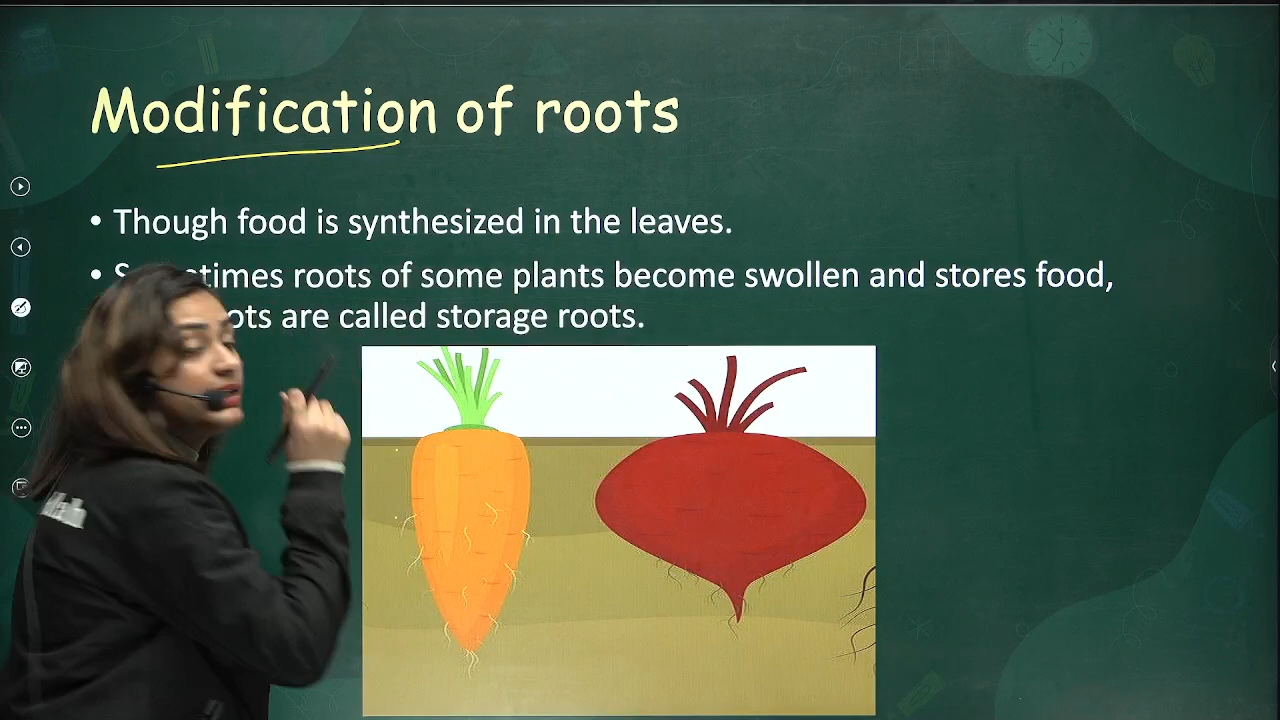 Modification of roots
• Though food is synthesized in the leaves.
• times roots of some plants become swollen and stores food,
are called storage roots.